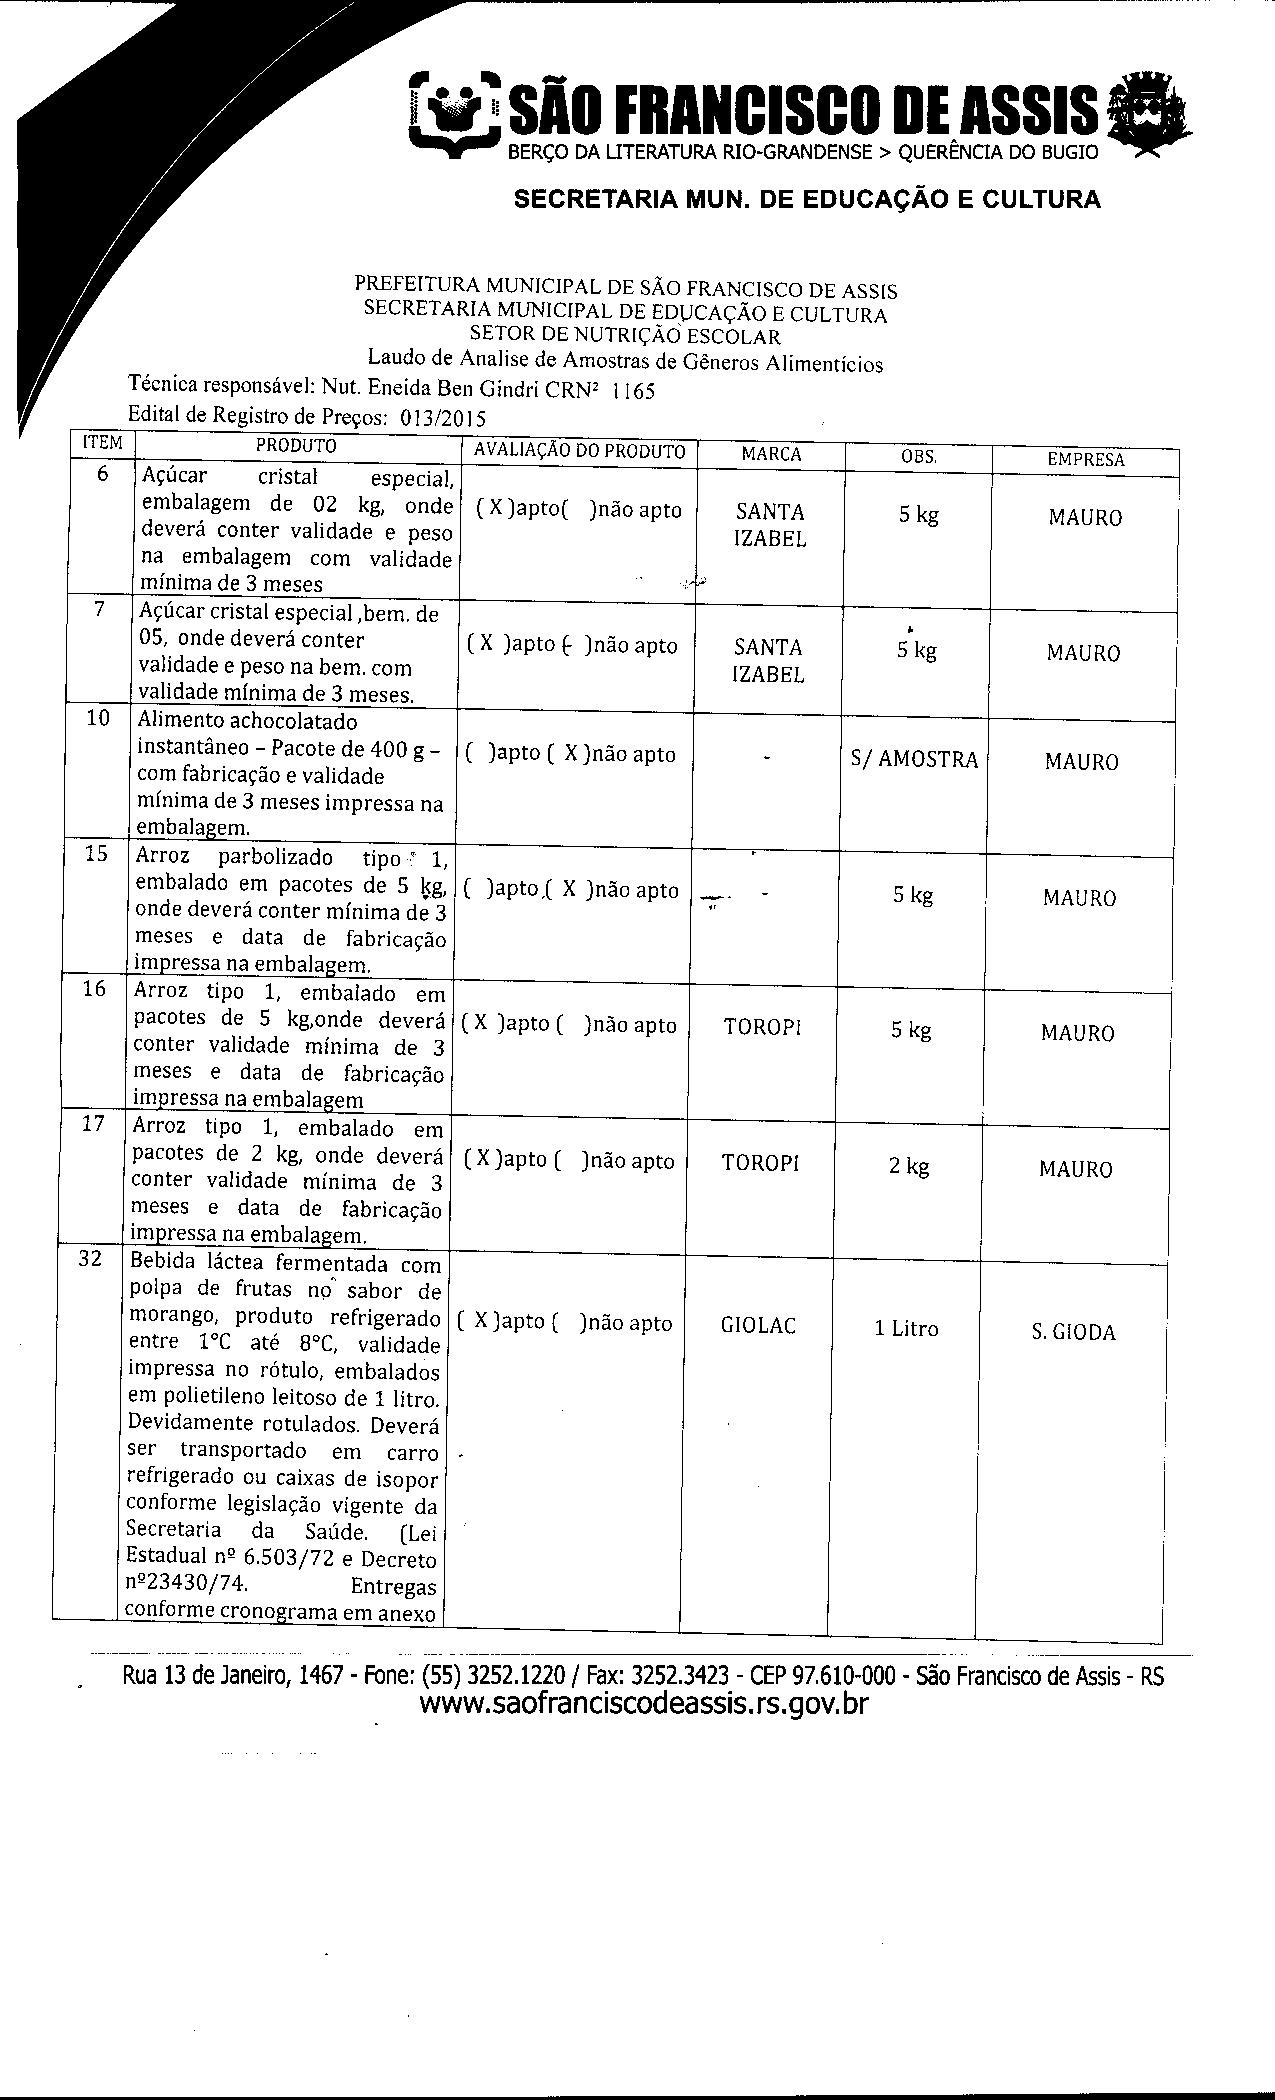 SÃO FRANCISCO DE ASSIS
BERÇO DA LITERATURA RIO-GRANDENSE > QUERÊNCIA DO BUGIO
SECRETARIA MUN. DE EDUCAÇÃO E CULTURA
PREFEITURA MUNICIPAL DE SÃO FRANCISCO DE ASSIS
SECRETARIA MUNICIPAL DE EDUCAÇÃO E CULTURA
SETOR DE NUTRIÇÃO ESCOLAR
Laudo de Analise de Amostras de Gêneros Alimentícios
Técnica responsável: Nut. Eneida Ben Gindri CRN² 1165
Edital de Registro de Preços: 013/2015
ITEM PRODUTO AVALIAÇÃO DO PRODUTO MARCA OBS. EMPRESA
6 Açúcar cristal especial,
embalagem de 02 kg, onde ( X )apto( )não apto SANTA 5 kg MAURO
deverá conter validade e peso IZABEL
na embalagem com validade
mínima de 3 meses
7 Açúcar cristal especial ,bem. de
05, onde deverá conter ( X )apto ( )não apto SANTA 5 kg MAURO
validade e peso na bem. com IZABEL
validade mínima de 3 meses.
10 Alimento achocolatado
instantâneo – Pacote de 400 g – ( )apto ( X )não apto - S/ AMOSTRA MAURO
com fabricação e validade
mínima de 3 meses impressa na
embalagem.
15 Arroz parbolizado tipo 1,
embalado em pacotes de 5 kg, ( )apto ( X )não apto - 5 kg MAURO
onde deverá conter mínima de 3
meses e data de fabricação
impressa na embalagem.
16 Arroz tipo 1, embalado em
pacotes de 5 kg,onde deverá ( X )apto ( )não apto TOROPI 5 kg MAURO
conter validade mínima de 3
meses e data de fabricação
impressa na embalagem
17 Arroz tipo 1, embalado em
pacotes de 2 kg, onde deverá ( X )apto ( )não apto TOROPI 2 kg MAURO
conter validade mínima de 3
meses e data de fabricação
impressa na embalagem.
32 Bebida láctea fermentada com
polpa de frutas no sabor de
morango, produto refrigerado ( X )apto ( )não apto GIOLAC 1 Litro S. GIODA
entre 1°C até 8°C, validade
impressa no rótulo, embalados
em polietileno leitoso de 1 litro.
Devidamente rotulados. Deverá
ser transportado em carro
refrigerado ou caixas de isopor
conforme legislação vigente da
Secretaria da Saúde. (Lei
Estadual nº 6.503/72 e Decreto
nº23430/74. Entregas
conforme cronograma em anexo
Rua 13 de Janeiro, 1467 - Fone: (55) 3252.1220 / Fax: 3252.3423 - CEP 97.610-000 - São Francisco de Assis - RS
www.saofranciscodeassis.rs.gov.br